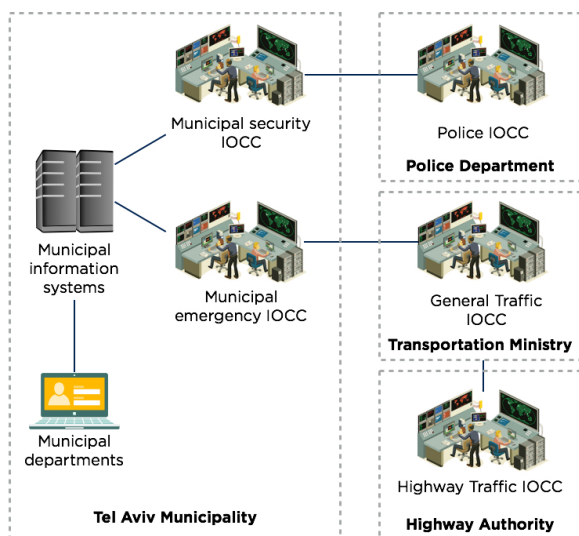 Municipal security
IOCC
Police IOCC
Police Department
Municipal
information
systems
Municipal
emergency IOCC
General Traffic
IOCC
Transportation Ministry
Municipal
departments
Highway Traffic IOCC
Tel Aviv Municipality
Highway Authority